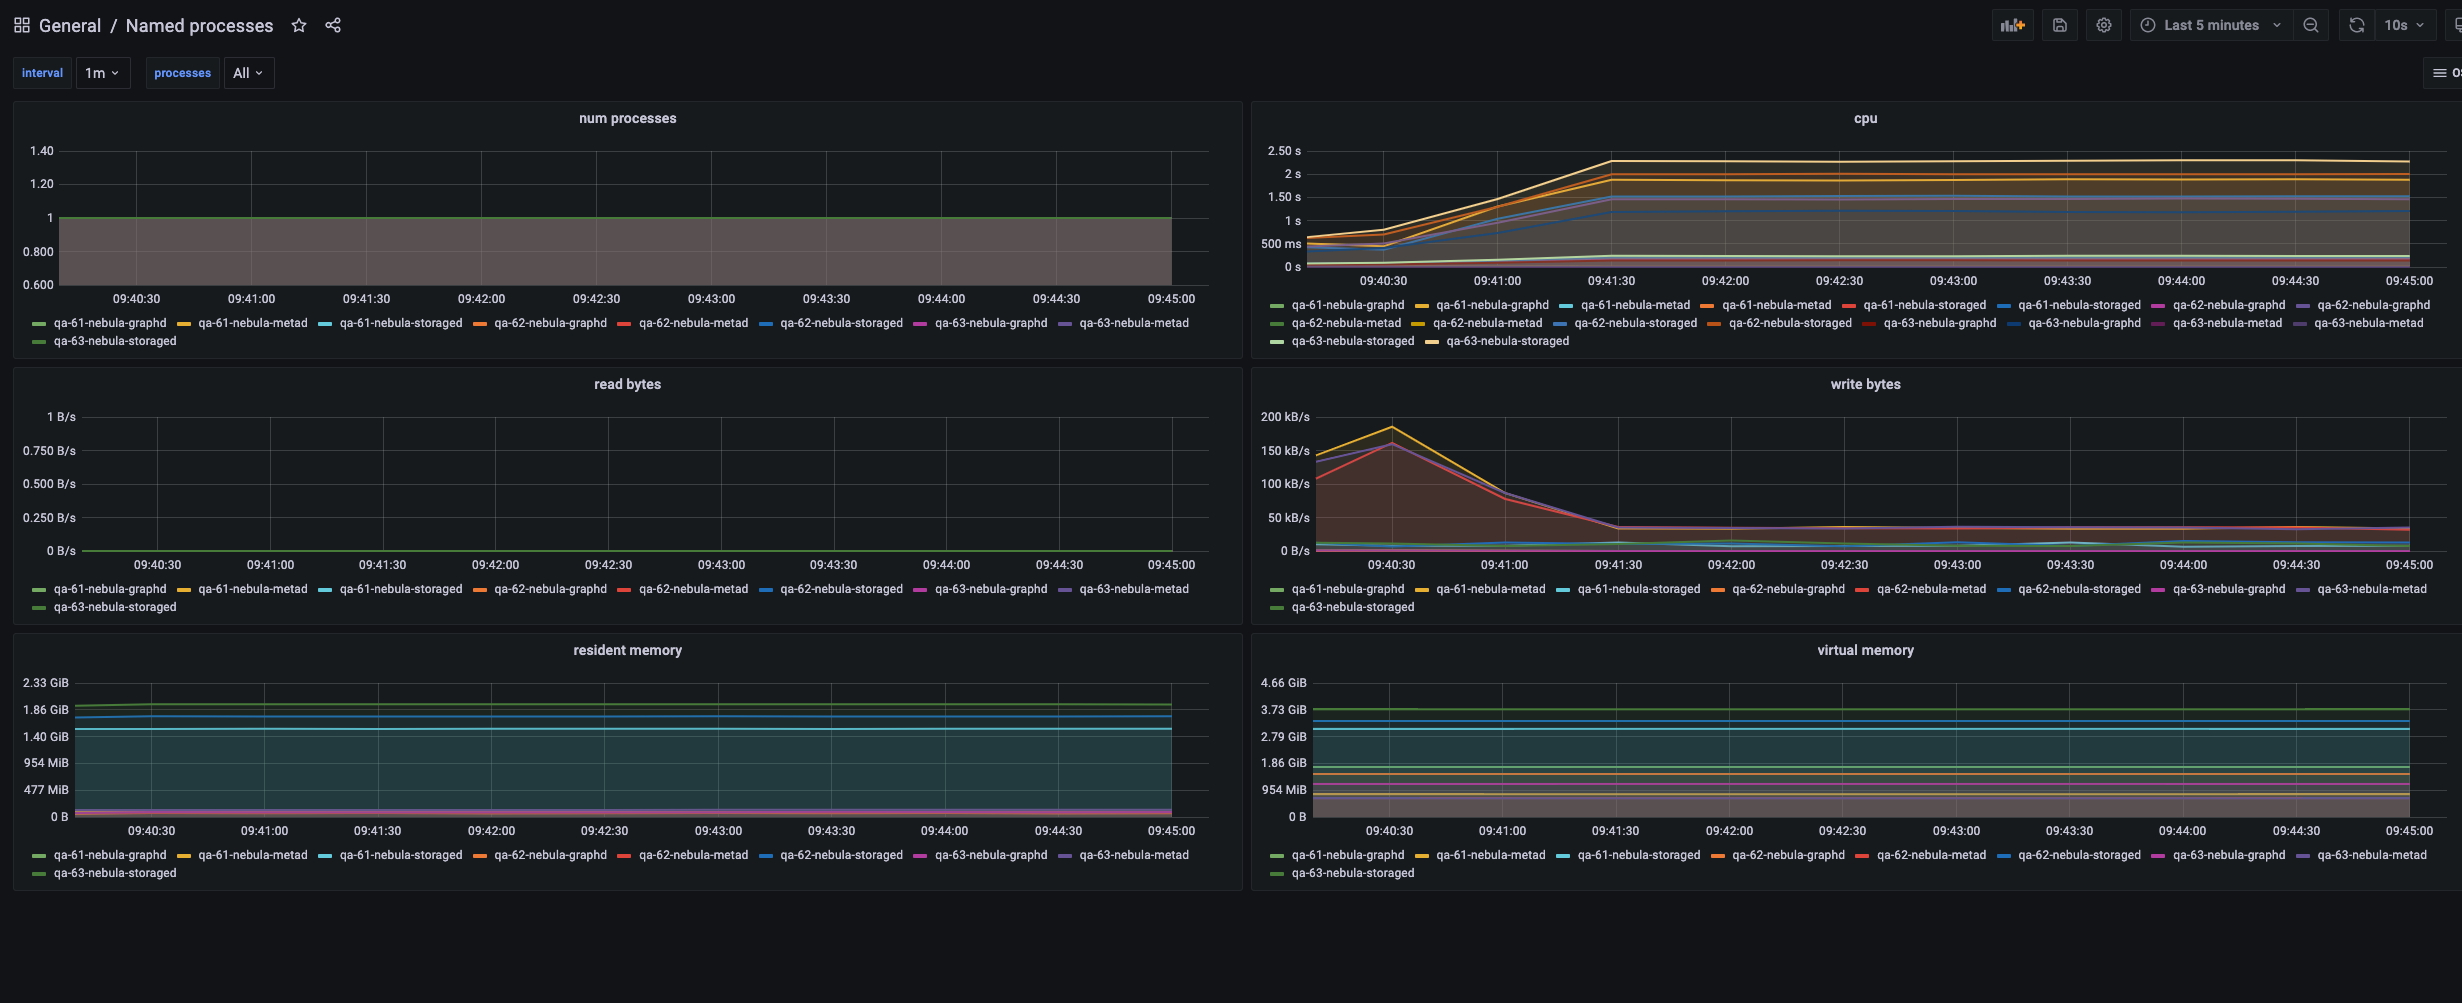 General / Named processes
Last 5 minutes
10s
interval 1m processes All
num processes
1.40
1.20
1
0.800
0.600
09:40:30 09:41:00 09:41:30 09:42:00 09:42:30 09:43:00 09:43:30 09:44:00 09:44:30 09:45:00
qa-61-nebula-graphd qa-61-nebula-metad qa-61-nebula-storaged qa-62-nebula-graphd qa-62-nebula-metad qa-62-nebula-storaged qa-63-nebula-graphd qa-63-nebula-metad
qa-63-nebula-storaged
cpu
2.50 s
2 s
1.50 s
1 s
500 ms
0 s
09:40:30 09:41:00 09:41:30 09:42:00 09:42:30 09:43:00 09:43:30 09:44:00 09:44:30 09:45:00
qa-61-nebula-graphd qa-61-nebula-graphd qa-61-nebula-metad qa-61-nebula-metad qa-61-nebula-storaged qa-61-nebula-storaged qa-62-nebula-graphd qa-62-nebula-graphd
qa-62-nebula-metad qa-62-nebula-metad qa-62-nebula-storaged qa-62-nebula-storaged qa-63-nebula-graphd qa-63-nebula-graphd qa-63-nebula-metad qa-63-nebula-metad
qa-63-nebula-storaged qa-63-nebula-storaged
read bytes
1 B/s
0.750 B/s
0.500 B/s
0.250 B/s
0 B/s
09:40:30 09:41:00 09:41:30 09:42:00 09:42:30 09:43:00 09:43:30 09:44:00 09:44:30 09:45:00
qa-61-nebula-graphd qa-61-nebula-metad qa-61-nebula-storaged qa-62-nebula-graphd qa-62-nebula-metad qa-62-nebula-storaged qa-63-nebula-graphd qa-63-nebula-metad
qa-63-nebula-storaged
write bytes
200 kB/s
150 kB/s
100 kB/s
50 kB/s
0 B/s
09:40:30 09:41:00 09:41:30 09:42:00 09:42:30 09:43:00 09:43:30 09:44:00 09:44:30 09:45:00
qa-61-nebula-graphd qa-61-nebula-metad qa-61-nebula-storaged qa-62-nebula-graphd qa-62-nebula-metad qa-62-nebula-storaged qa-63-nebula-graphd qa-63-nebula-metad
qa-63-nebula-storaged
resident memory
2.33 GiB
1.86 GiB
1.40 GiB
954 MiB
477 MiB
0 B
09:40:30 09:41:00 09:41:30 09:42:00 09:42:30 09:43:00 09:43:30 09:44:00 09:44:30 09:45:00
qa-61-nebula-graphd qa-61-nebula-metad qa-61-nebula-storaged qa-62-nebula-graphd qa-62-nebula-metad qa-62-nebula-storaged qa-63-nebula-graphd qa-63-nebula-metad
qa-63-nebula-storaged
virtual memory
4.66 GiB
3.73 GiB
2.79 GiB
1.86 GiB
954 MiB
0 B
09:40:30 09:41:00 09:41:30 09:42:00 09:42:30 09:43:00 09:43:30 09:44:00 09:44:30 09:45:00
qa-61-nebula-graphd qa-61-nebula-metad qa-61-nebula-storaged qa-62-nebula-graphd qa-62-nebula-metad qa-62-nebula-storaged qa-63-nebula-graphd qa-63-nebula-metad
qa-63-nebula-storaged